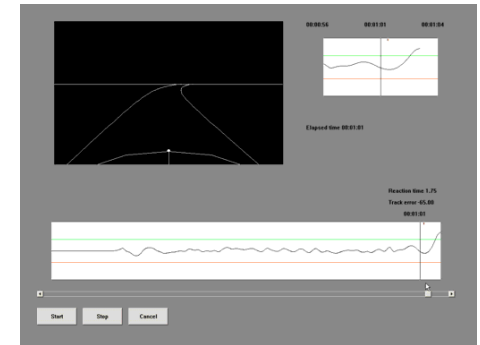 00:00:56 00:01:01 00:01:04
Elapsed time 00:01:01
Reaction time 1.75
Track error -65.00
00:01:01
Start Stop Cancel